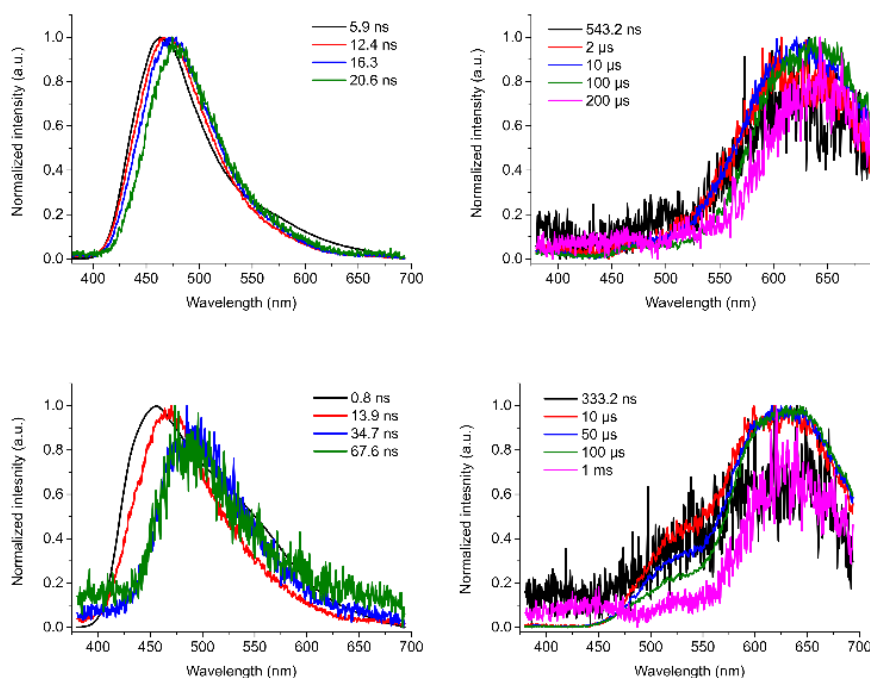 5.9 ns
12.4 ns
16.3
20.6 ns
Normalized intensity (a.u.)
1.0
0.8
0.6
0.4
0.2
0.0
400 450 500 550 600 650 700
Wavelength (nm)
543.2 ns
2 µs
10 µs
100 µs
200 µs
Normalized intensity (a.u.)
1.0
0.8
0.6
0.4
0.2
0.0
400 450 500 550 600 650
Wavelength (nm)
0.8 ns
13.9 ns
34.7 ns
67.6 ns
Normalized intesnity (a.u.)
1.0
0.8
0.6
0.4
0.2
0.0
400 450 500 550 600 650 700
Wavelength (nm)
333.2 ns
10 µs
50 µs
100 µs
1 ms
Normalized intensity (a.u.)
1.0
0.8
0.6
0.4
0.2
0.0
400 450 500 550 600 650 700
Wavelength (nm)